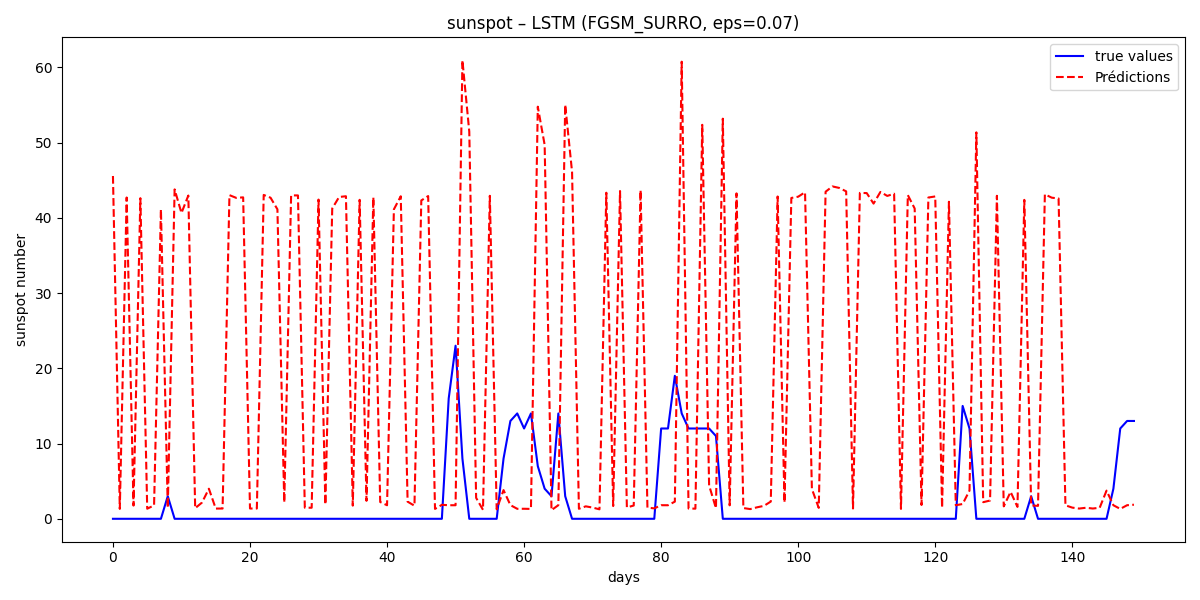 sunspot – LSTM (FGSM_SURRO, eps=0.07)
true values
Prédictions
sunspot number
60
50
40
30
20
10
0
0 20 40 60 80 100 120 140
days